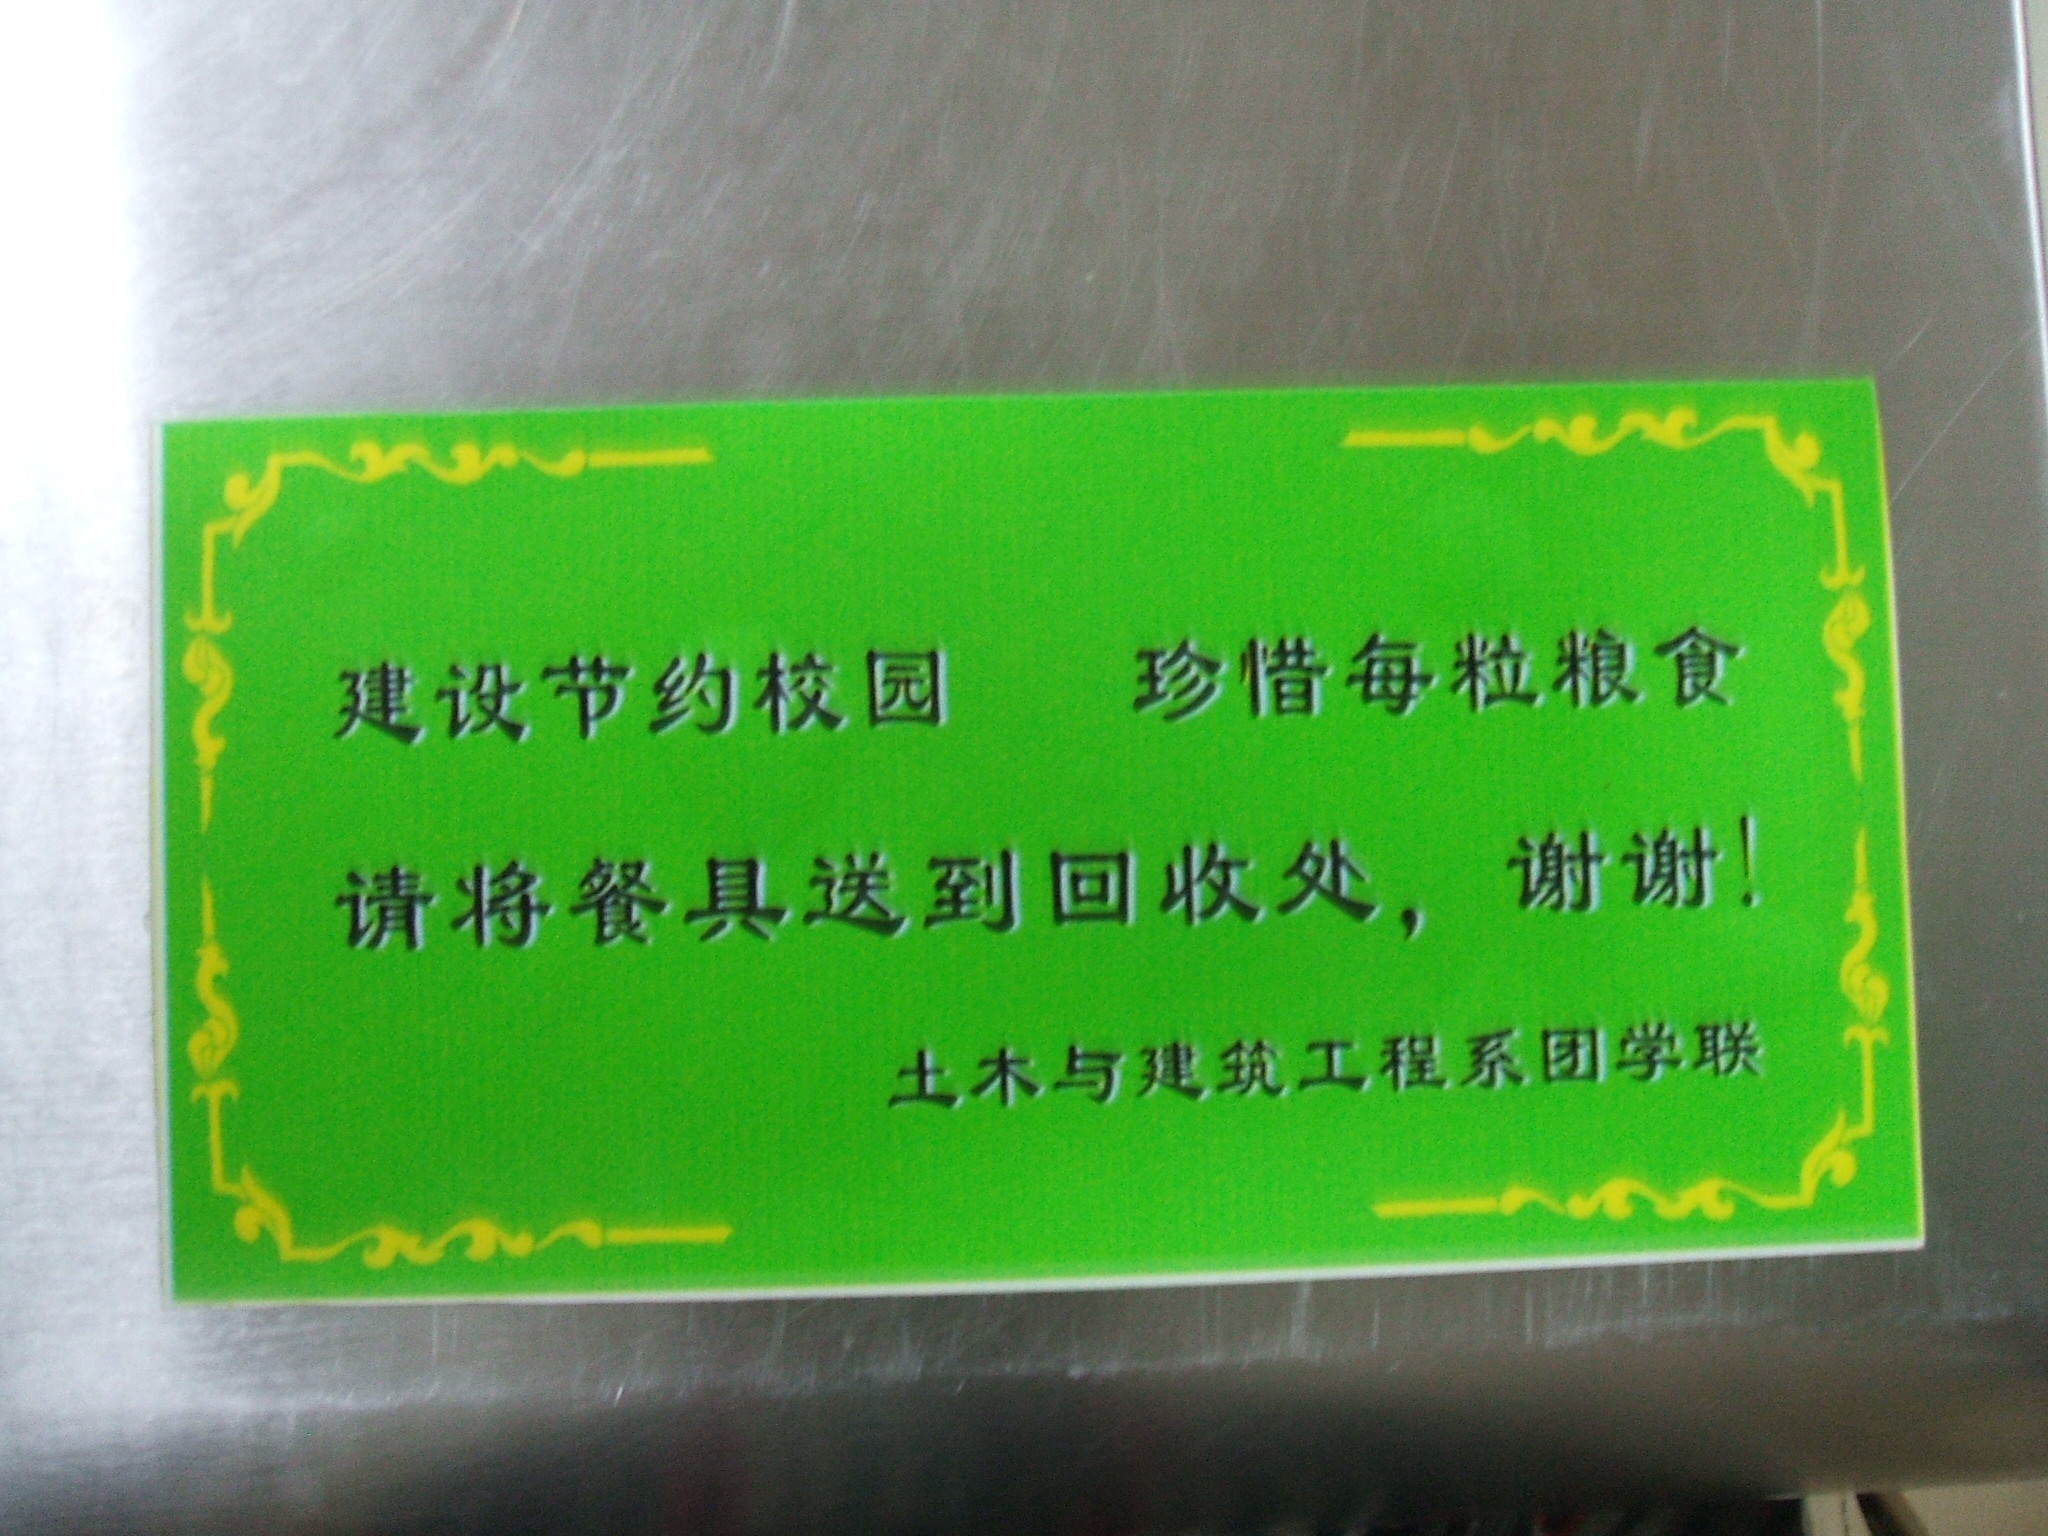 建设节约校园 珍惜每粒粮食
请将餐具送到回收处，谢谢！
土木与建筑工程系团学联